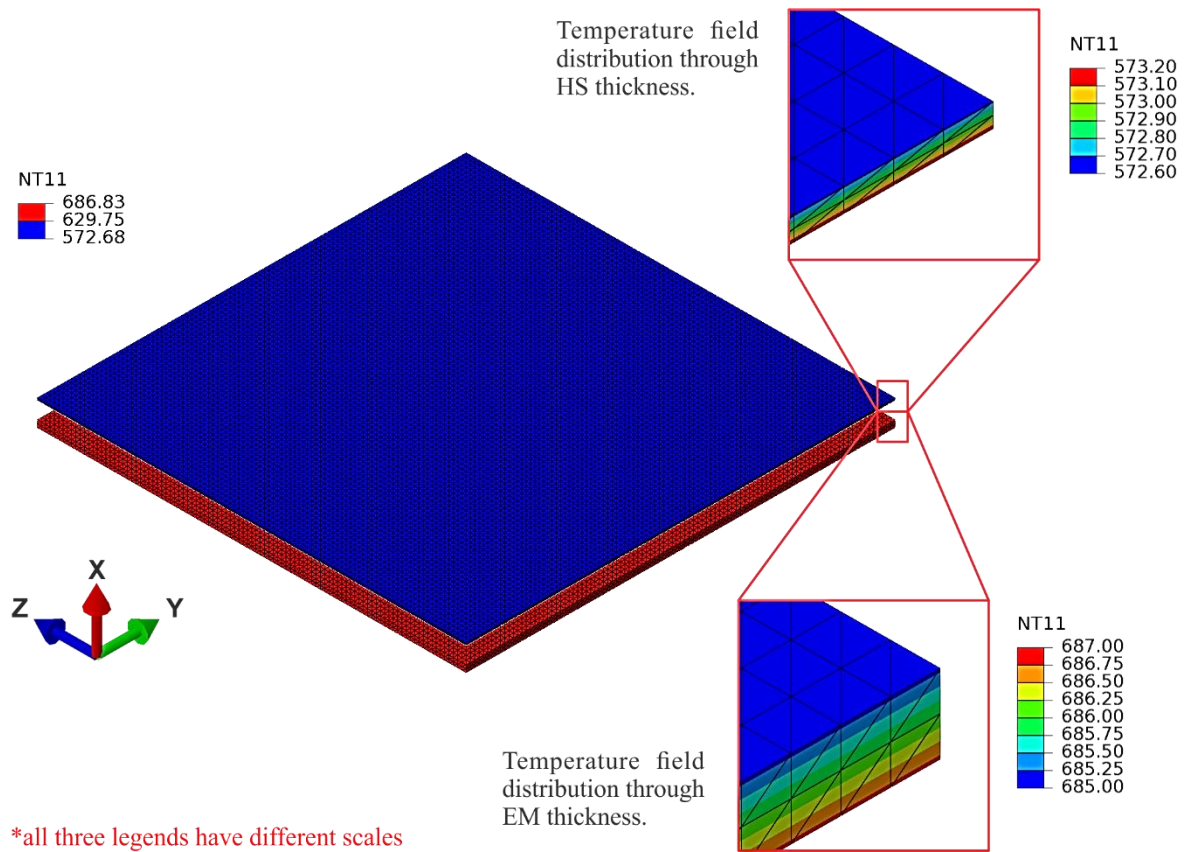 Temperature field
distribution through
HS thickness.
NT11
573.20
573.10
573.00
572.90
572.80
572.70
572.60
NT11
686.83
629.75
572.68
X
Z
Y
NT11
687.00
686.75
686.50
686.25
686.00
685.75
685.50
685.25
685.00
Temperature field
distribution through
EM thickness.
*all three legends have different scales